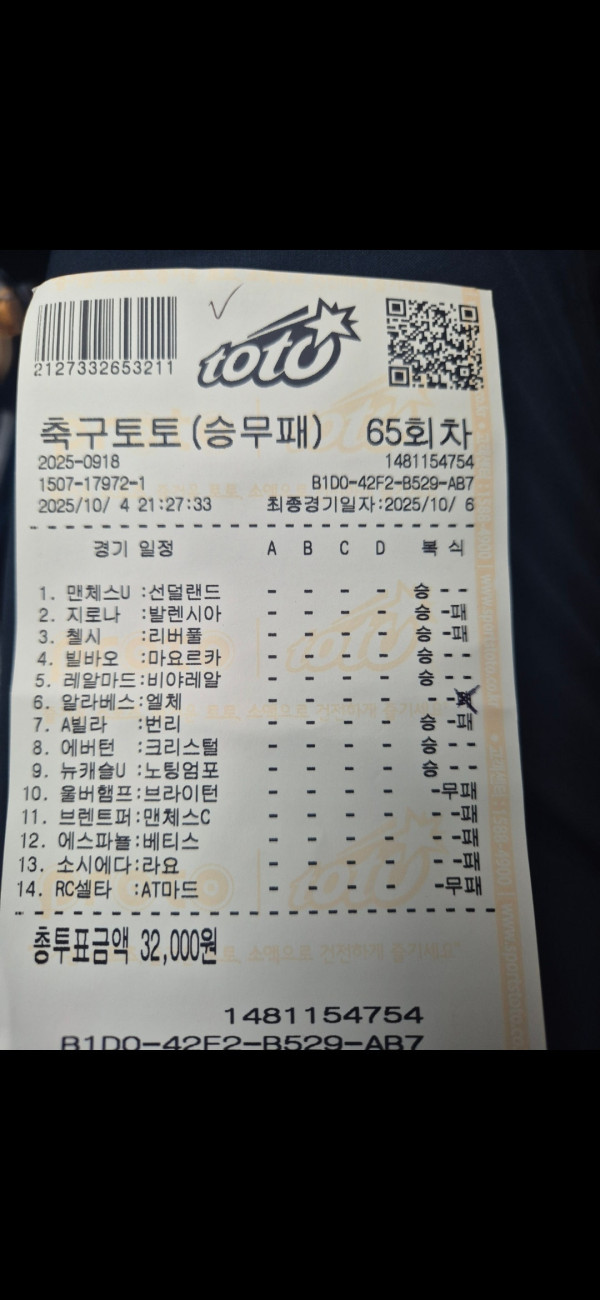 2127332653211
toto
축구토토(승무패) 65회차
2025-0918 1481154754
1507-17972-1 B1D0-42F2-B529-AB7
2025/10/ 4 21:27:33 최종경기일자:2025/10/ 6
경기 일정 A B C D 복 식
1. 맨체스U :선덜랜드 - - - - 승 - -
2. 지로나 :발렌시아 - - - - 승 -패
3. 첼시 :리버풀 - - - - 승 -패
4. 빌바오 :마요르카 - - - - 승 - -
5. 레알마드:비야레알 - - - - 승 - -
6. 알라베스:엘체 - - - - - -
7. A빌라 :번리 - - - - 승 -패
8. 에버턴 :크리스털 - - - - 승 - -
9. 뉴캐슬U :노팅엄포 - - - - 승 - -
10. 울버햄프:브라이턴 - - - - -무패
11. 브렌트퍼:맨체스C - - - - - -패
12. 에스파뇰:베티스 - - - - - -패
13. 소시에다:라요 - - - - - -패
14. RC셀타 :AT마드 - - - - -무패
총투표금액 32,000원
1481154754
B1D0-42F2-B529-AB7